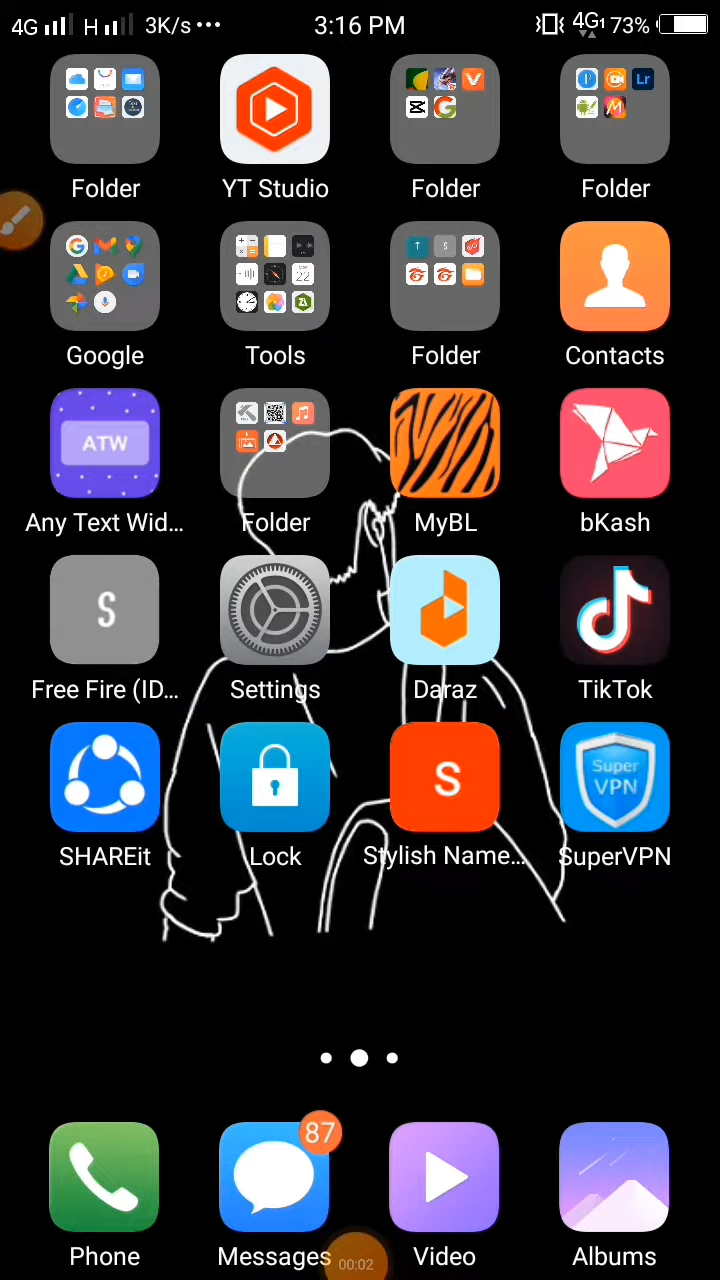 4G H 3K/s ••• 3:16 PM 4G 73%
Folder YT Studio Folder Folder
Google Tools Folder Contacts
ATW
Any Text Wid... Folder MyBL bKash
S
Free Fire (ID... Settings Daraz TikTok
S Super VPN
SHAREit Lock Stylish Name... SuperVPN
87
Phone Messages Video Albums
00:02